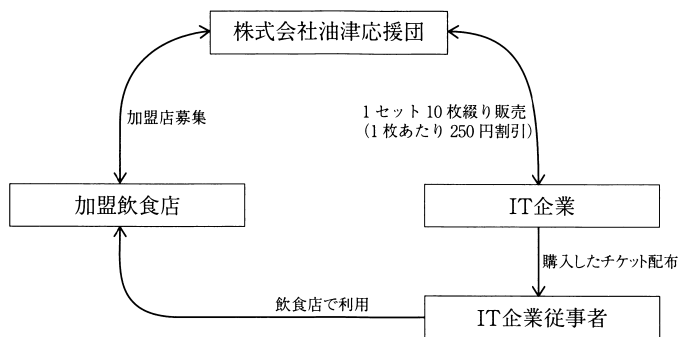 株式会社油津応援団
加盟店募集
1セット10枚綴り販売
（1枚あたり250円割引）
加盟飲食店
IT企業
購入したチケット配布
飲食店で利用
IT企業従事者